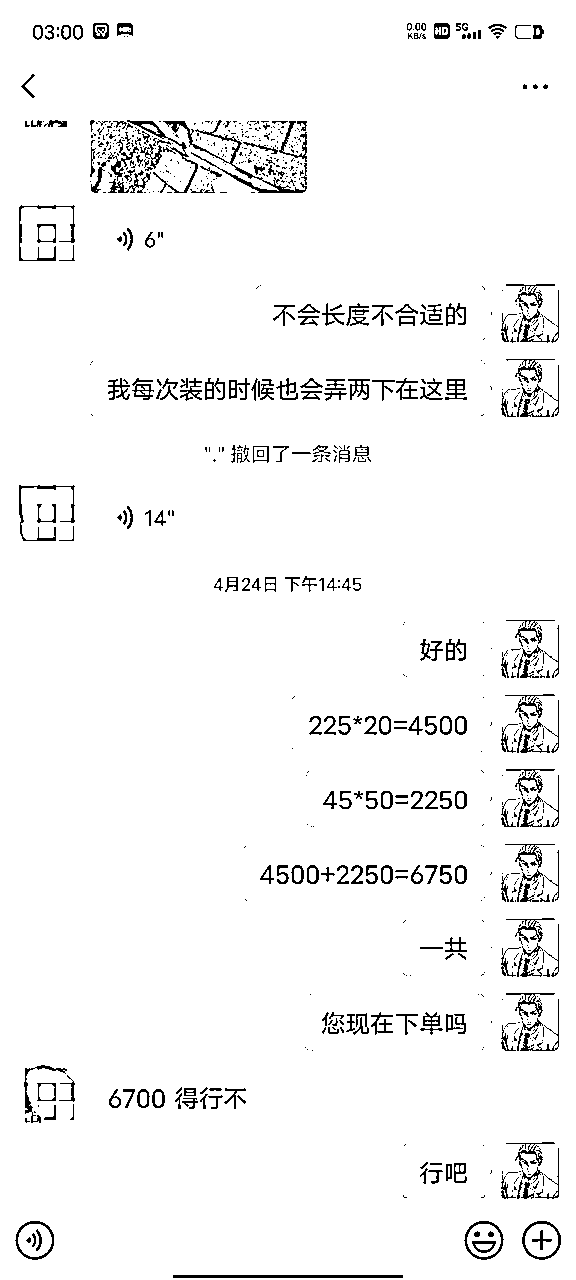 03:00 0.00 KB/s HD 5G
6"
不会长度不合适的
我每次装的时候也会弄两下在这里
"." 撤回了一条消息
14"
4月24日 下午14:45
好的
225*20=4500
45*50=2250
4500+2250=6750
一共
您现在下单吗
6700 得行不
行吧